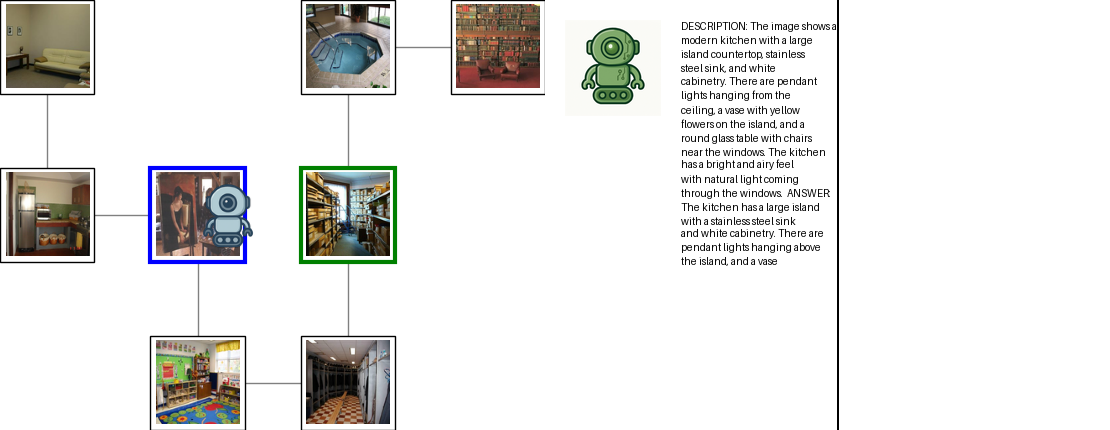 DESCRIPTION: The image shows a
modern kitchen with a large
island countertop, stainless
steel sink, and white
cabinetry. There are pendant
lights hanging from the
ceiling, a vase with yellow
flowers on the island, and a
round glass table with chairs
near the windows. The kitchen
has a bright and airy feel
with natural light coming
through the windows. ANSWER:
The kitchen has a large island
with a stainless steel sink
and white cabinetry. There are
pendant lights hanging above
the island, and a vase